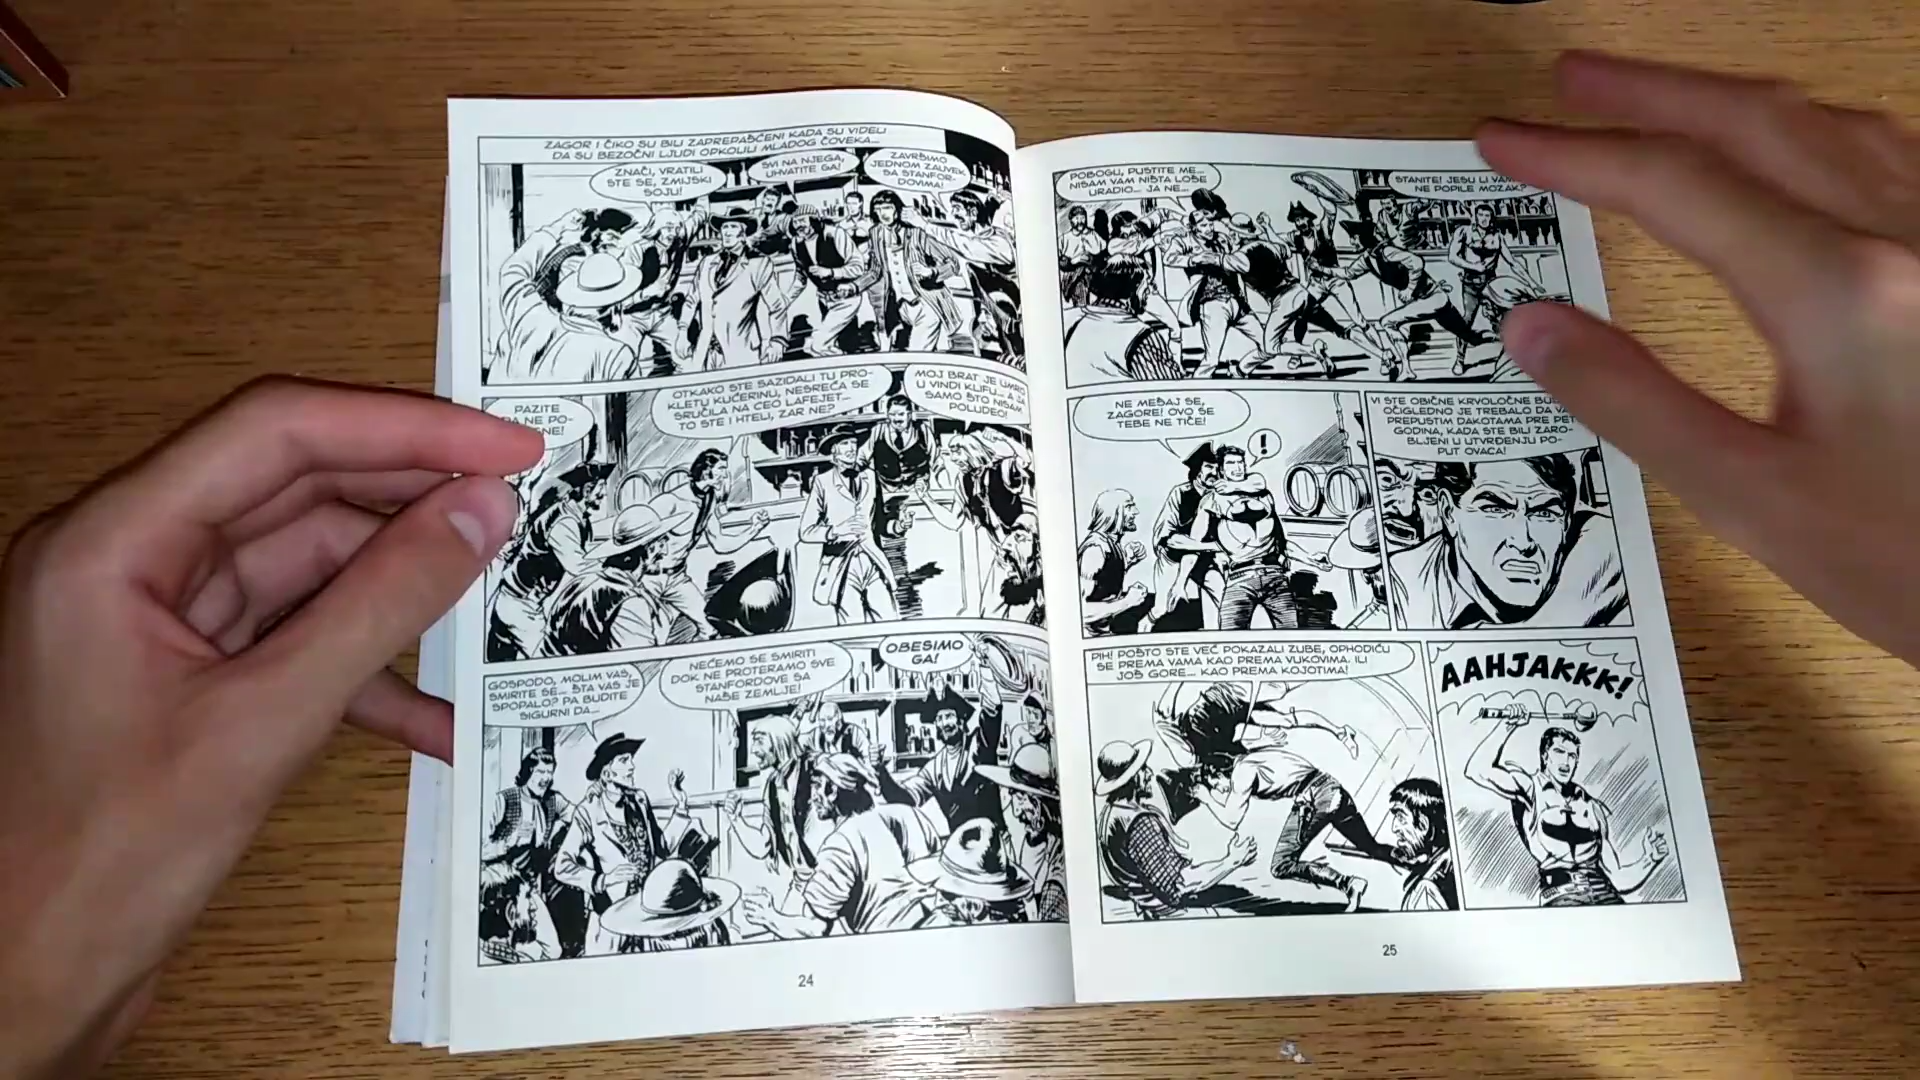 ZAGOR I ČIKO SU BILI ZAPREPAŠĆENI KADA SU VIDELI
DA SU BEZOČNI LJUDI OPKOLILI MLADOG ČOVEKA...
ZNAČI, VRATILI
STE SE, ZMIJSKI
SOJU!
SVI NA NJEGA,
UHVATITE GA!
ZAVRŠIMO
JEDNOM ZAUVEK
SA STANFOR-
DOVIMA!
PAZITE
NE PO-
OTKAKO STE SAZIDALI TU PRO-
KLETU KUĆERINU, NESREĆA SE
SRUČILA NA CEO LAFEJET...
TO STE I HTELI, ZAR NE?
MOJ BRAT JE UMRO
U VINDI KLIFU... A JA
SAMO ŠTO NISAM
POLUDEO!
GOSPODO, MOLIM VAS,
SMIRITE SE... ŠTA VAS JE
SPOPALO? PA BUDITE
SIGURNI DA...
NEĆEMO SE SMIRITI
DOK NE PROTERAMO SVE
STANFORDOVE SA
NAŠE ZEMLJE!
OBESIMO
GA!
24
POBOGU, PUSTITE ME...
NISAM VAM NIŠTA LOŠE
URADIO... JA NE...
STANITE! JESU LI VAM
NE POPILE MOZAK?
NE MEŠAJ SE,
ZAGORE! OVO SE
TEBE NE TIČE!
!
VI STE OBIČNE KRVOLOČNE
OČIGLEDNO JE TREBALO DA VAS
PREPUSTIM DAKOTAMA PRE PET
GODINA, KADA STE BILI ZARO-
BLJENI U UTVRĐENJU PO-
PUT OVACA!
PIH! POŠTO STE VEĆ POKAZALI ZUBE, OPHODIĆU
SE PREMA VAMA KAO PREMA VUKOVIMA. ILI
JOŠ GORE... KAO PREMA KOJOTIMA!
AAHJAKKK!
25